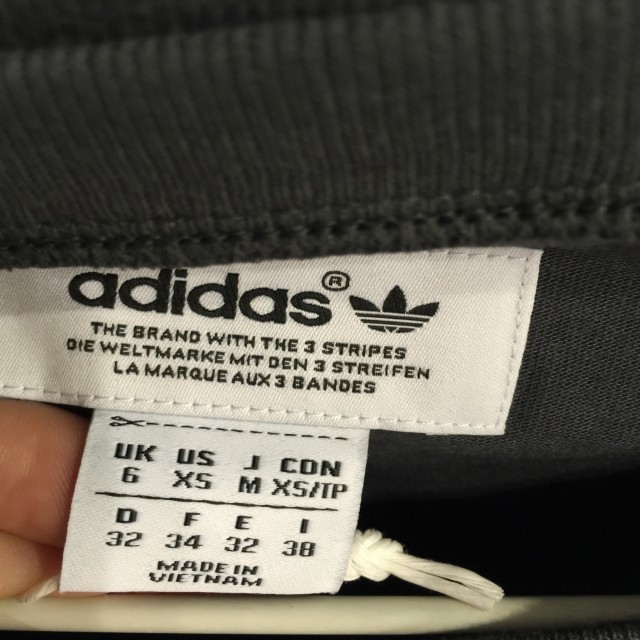 adidas®
THE BRAND WITH THE 3 STRIPES
DIE WELTMARKE MIT DEN 3 STREIFEN
LA MARQUE AUX 3 BANDES
UK US J CON
6 XS M XS/TP
D F E I
32 34 32 38
MADE IN
VIETNAM